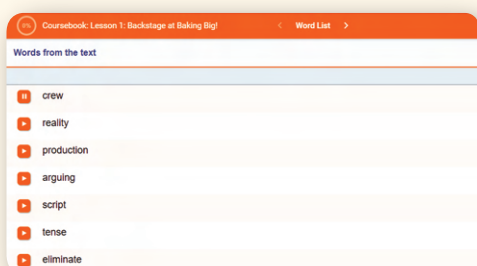 0% Coursebook: Lesson 1: Backstage at Baking Big! < Word List >
Words from the text
crew
reality
production
arguing
script
tense
eliminate